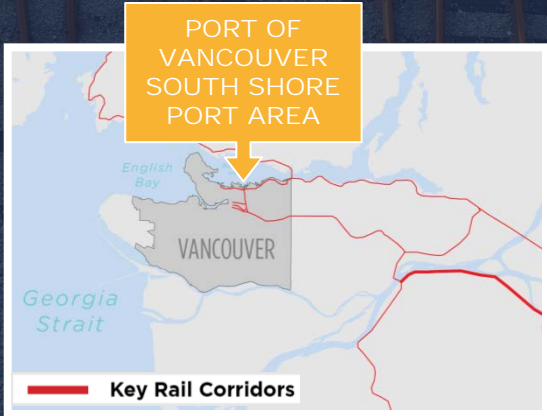 PORT OF
VANCOUVER
SOUTH SHORE
PORT AREA
English
Bay
VANCOUVER
Georgia
Strait
Key Rail Corridors